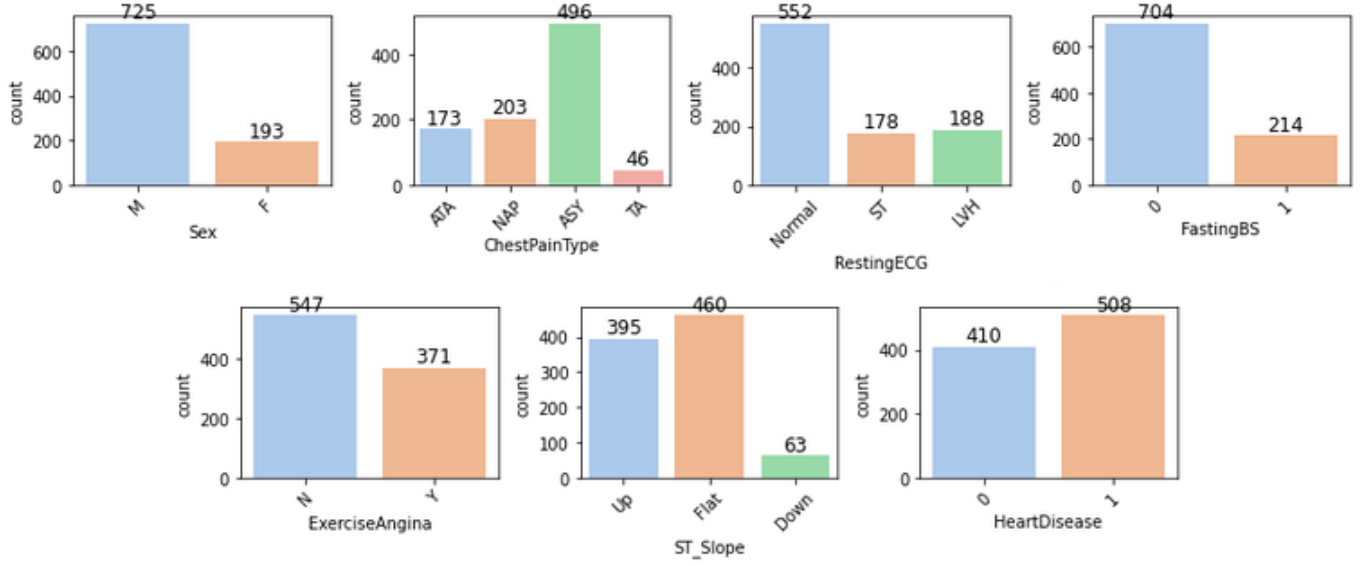 725
600
400
200
0
count
193
M
F
Sex
496
400
200
0
count
173
203
46
ATA
NAP
ASY
TA
ChestPainType
552
400
200
0
count
178
188
Normal
ST
LVH
RestingECG
704
600
400
200
0
count
214
0
1
FastingBS
547
400
200
0
count
371
N
Y
ExerciseAngina
460
400
300
200
100
0
count
395
63
Up
Flat
Down
ST_Slope
508
400
200
0
count
410
0
1
HeartDisease